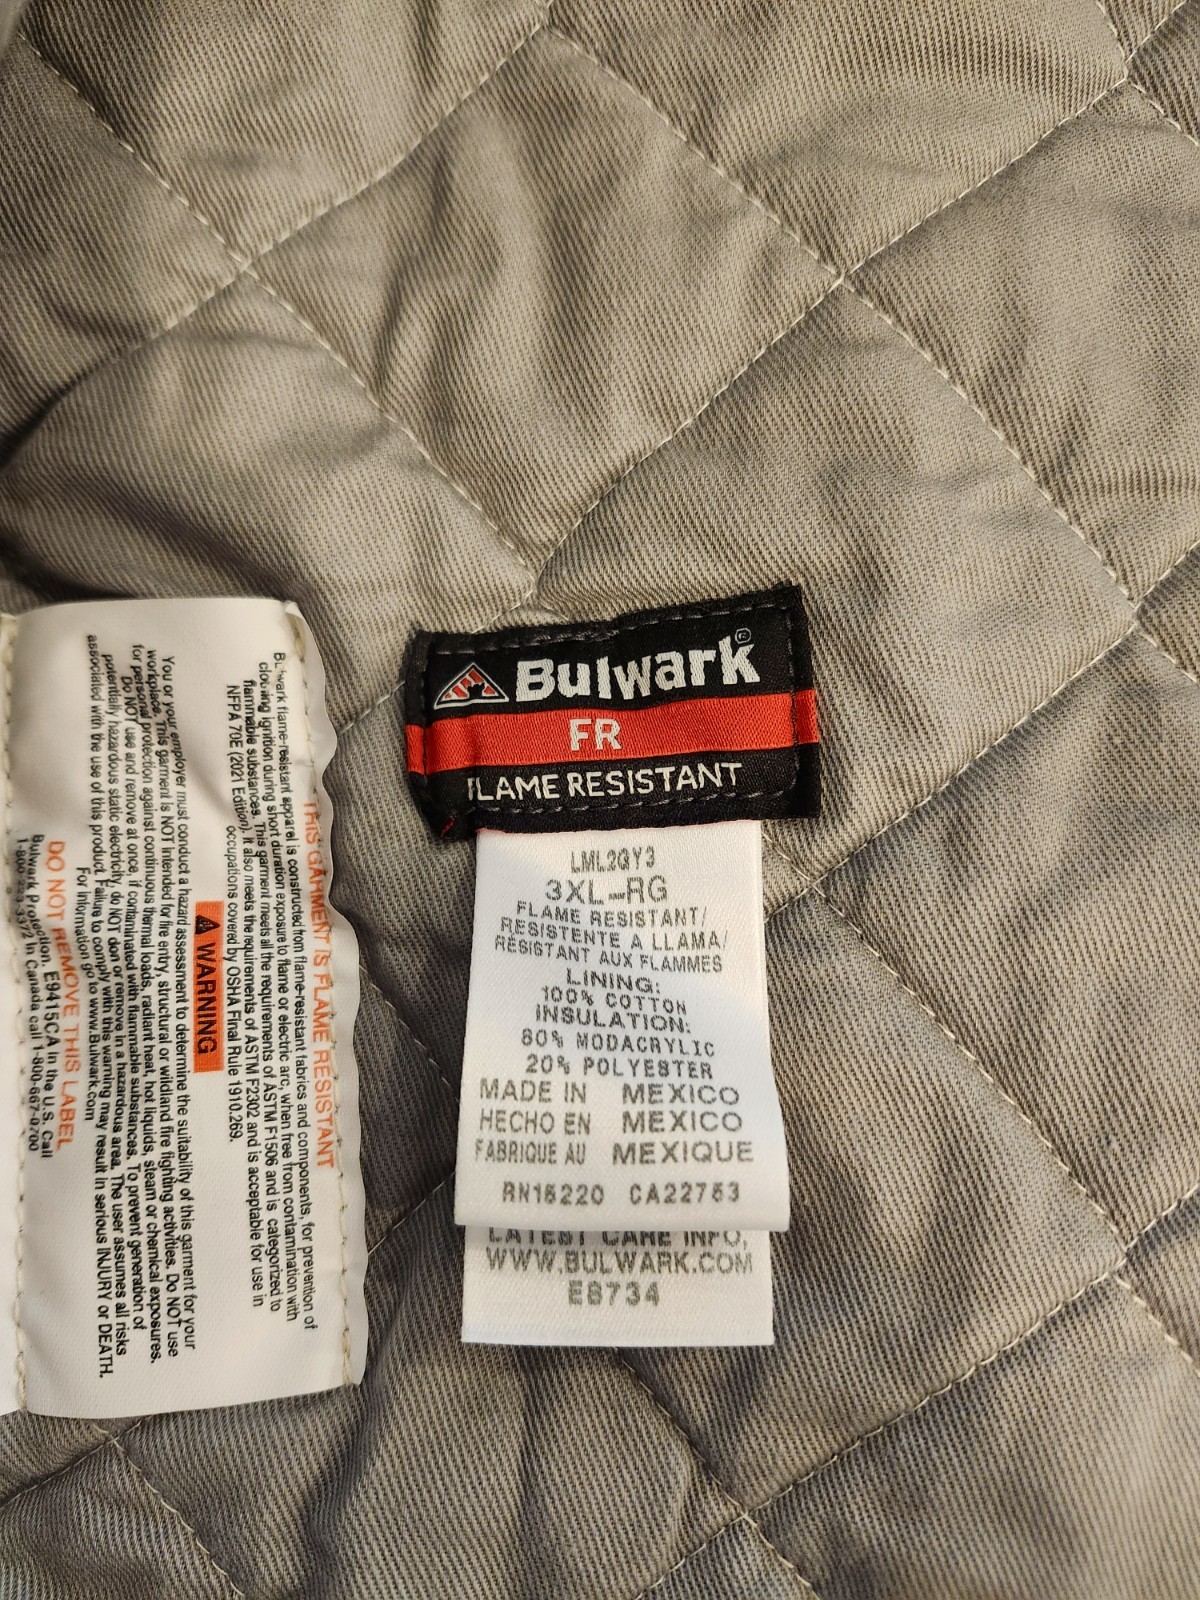 Bulwark®
FR
FLAME RESISTANT
LML2GY3
3XL-RG
FLAME RESISTANT/
RESISTENTE A LLAMA/
RÉSISTANT AUX FLAMMES
LINING:
100% COTTON
INSULATION:
80% MODACRYLIC
20% POLYESTER
MADE IN MEXICO
HECHO EN MEXICO
FABRIQUE AU MEXIQUE
RN15220 CA22753
LATEST CARE INFO,
WWW.BULWARK.COM
E8734
THIS GARMENT IS FLAME RESISTANT
Bulwark flame-resistant apparel is constructed from flame-resistant fabrics and components, for prevention of
clothing ignition during short duration exposure to flame or electric arc, when free from contamination with
flammable substances. This garment meets all the requirements of ASTM F1506 and is categorized to
NFPA 70E (2021 Edition). It also meets the requirements of ASTM F2302 and is acceptable for use in
occupations covered by OSHA Final Rule 1910.269.
⚠ WARNING
You or your employer must conduct a hazard assessment to determine the suitability of this garment for your
workplace. This garment is NOT intended for fire entry, structural or wildland fire fighting activities. Do NOT use
for personal protection against continuous thermal loads, radiant heat, hot liquids, steam or chemical exposures.
Do NOT use and remove at once, if contaminated with flammable substances. To prevent generation of
potentially hazardous static electricity, do NOT don or remove in a hazardous area. The user assumes all risks
associated with the use of this product. Failure to comply with this warning may result in serious INJURY or DEATH.
For information go to www.Bulwark.com
DO NOT REMOVE THIS LABEL
Bulwark Protection, E9415CA In the U.S. Call
In Canada call 1-800-667-0700